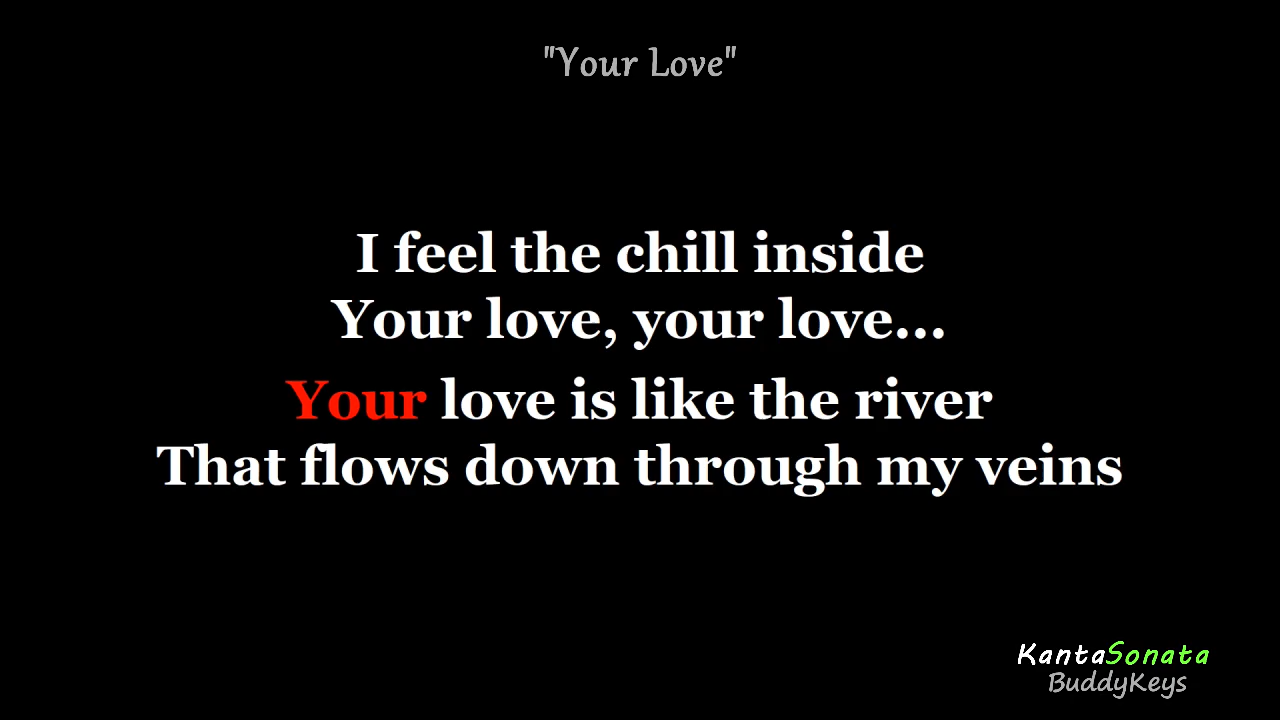 "Your Love"
I feel the chill inside
Your love, your love...
Your love is like the river
That flows down through my veins
KantaSonata
BuddyKeys